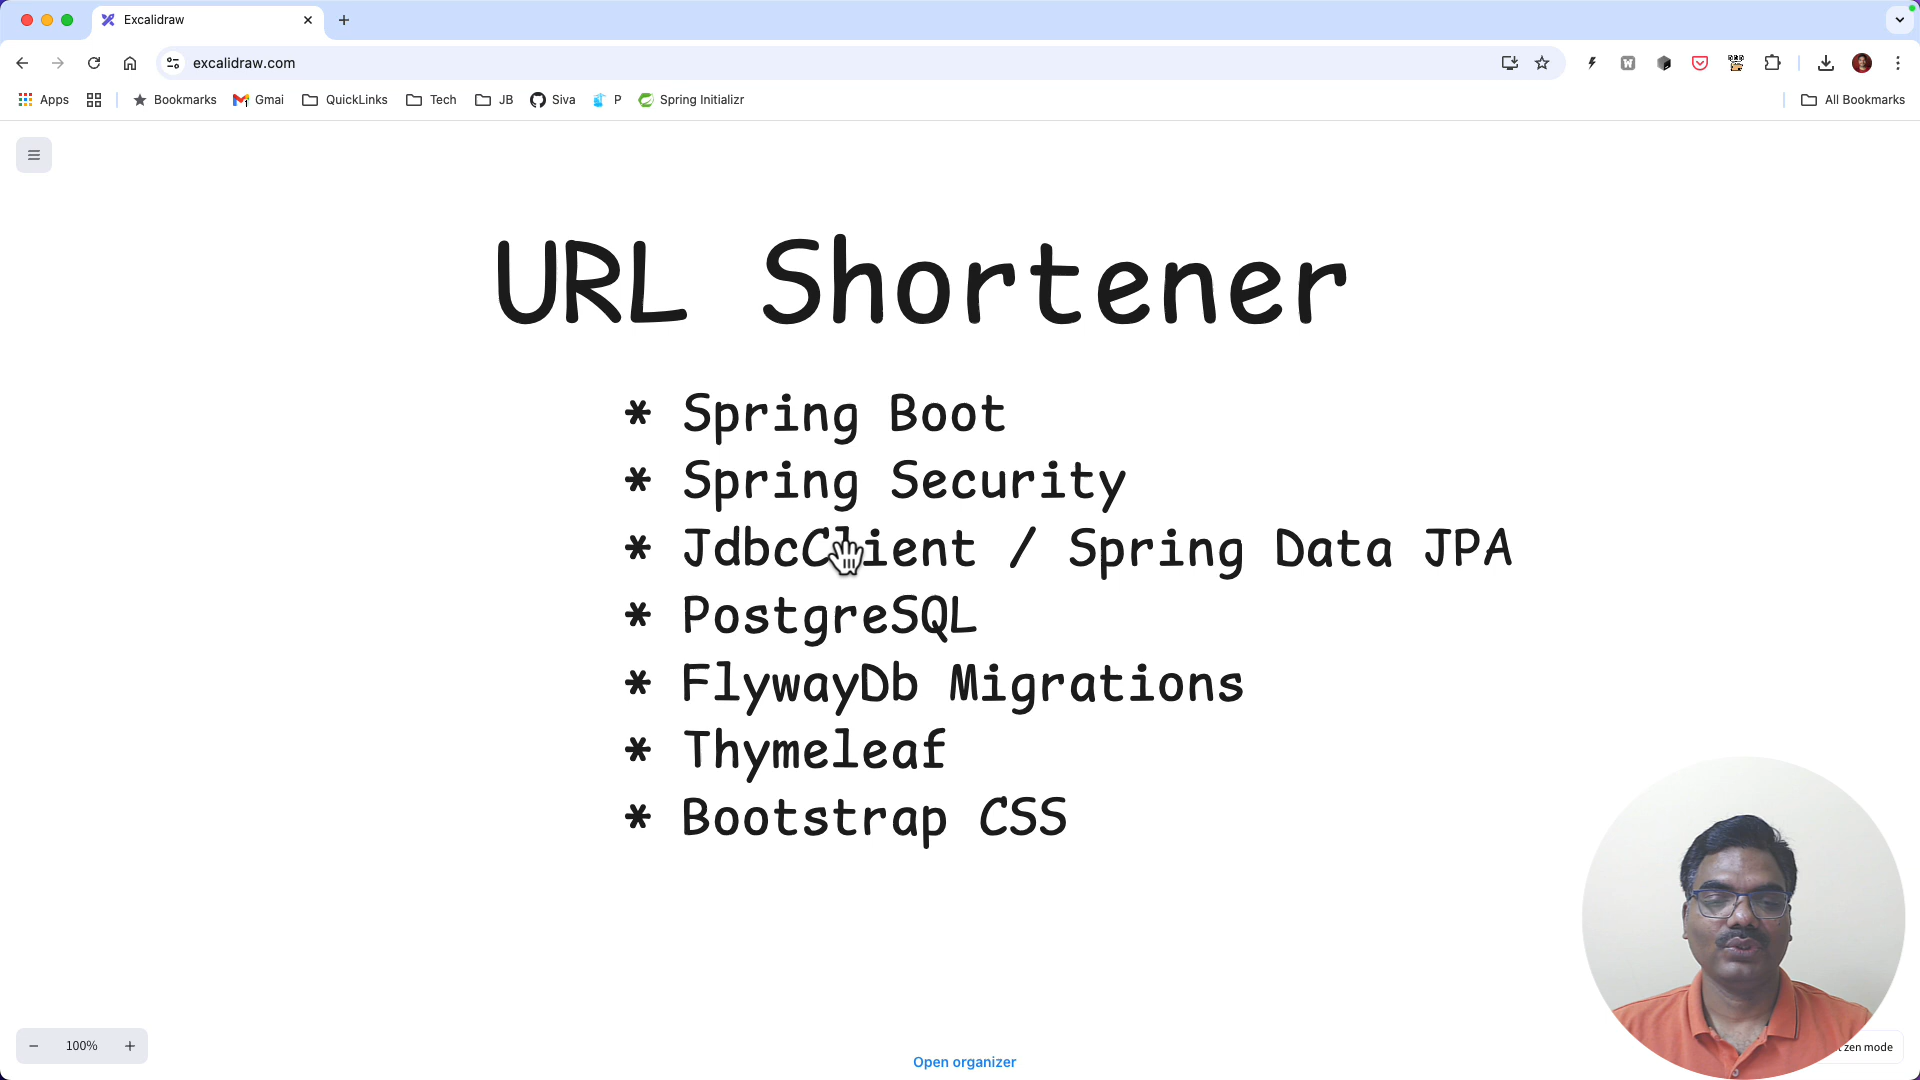 Excalidraw
excalidraw.com
Apps
Bookmarks
Gmai
QuickLinks
Tech
JB
Siva
P
Spring Initializr
All Bookmarks
URL Shortener
* Spring Boot
* Spring Security
* JdbcClient / Spring Data JPA
* PostgreSQL
* FlywayDb Migrations
* Thymeleaf
* Bootstrap CSS
100%
Open organizer
zen mode